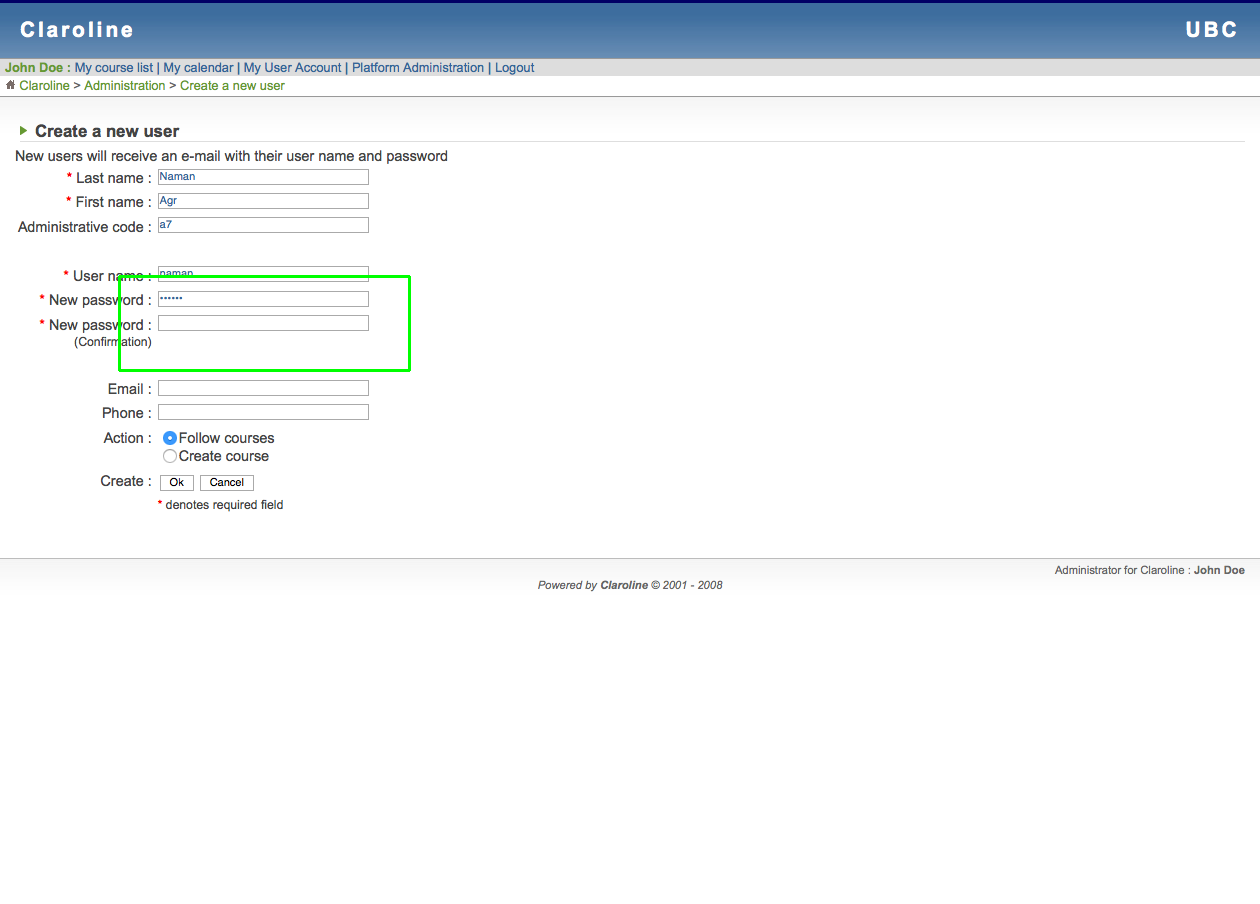 Claroline UBC
John Doe : My course list | My calendar | My User Account | Platform Administration | Logout
Claroline > Administration > Create a new user
Create a new user
New users will receive an e-mail with their user name and password
* Last name : Naman
* First name : Agr
Administrative code : a7
* User name : naman
* New password : ••••••
* New password :
(Confirmation)
Email :
Phone :
Action : Follow courses
Create course
Create : Ok Cancel
* denotes required field
Administrator for Claroline : John Doe
Powered by Claroline © 2001 - 2008